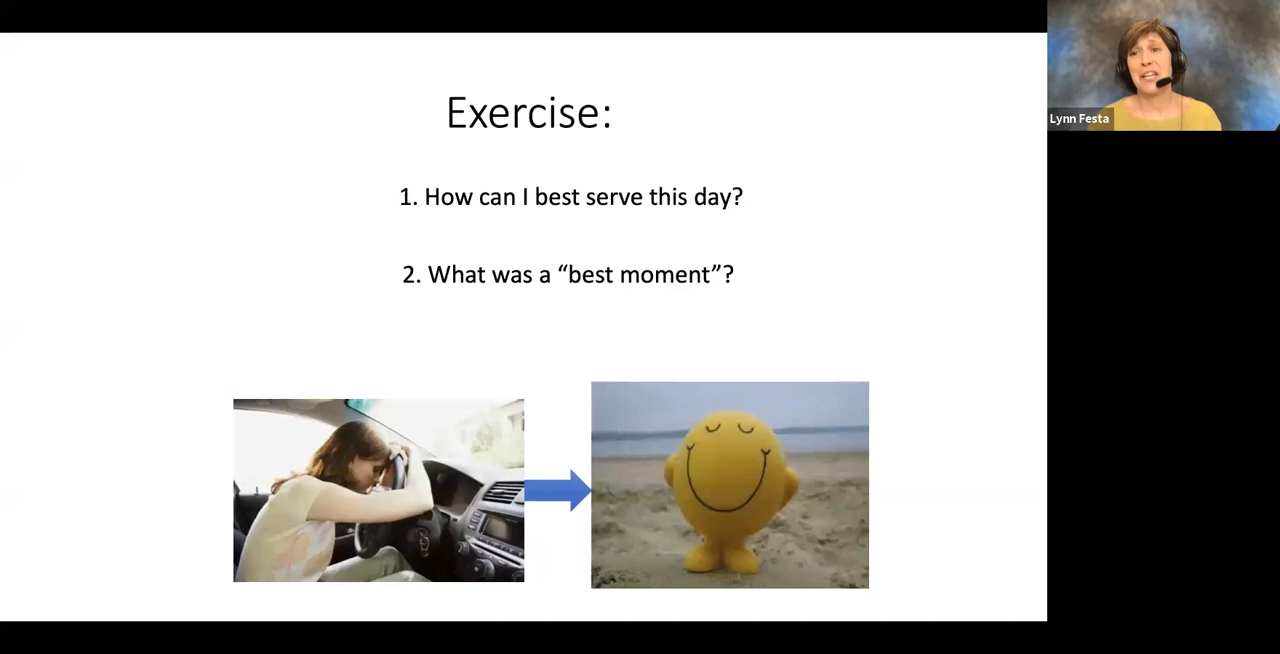 Exercise:
1. How can I best serve this day?
2. What was a “best moment”?
Lynn Festa